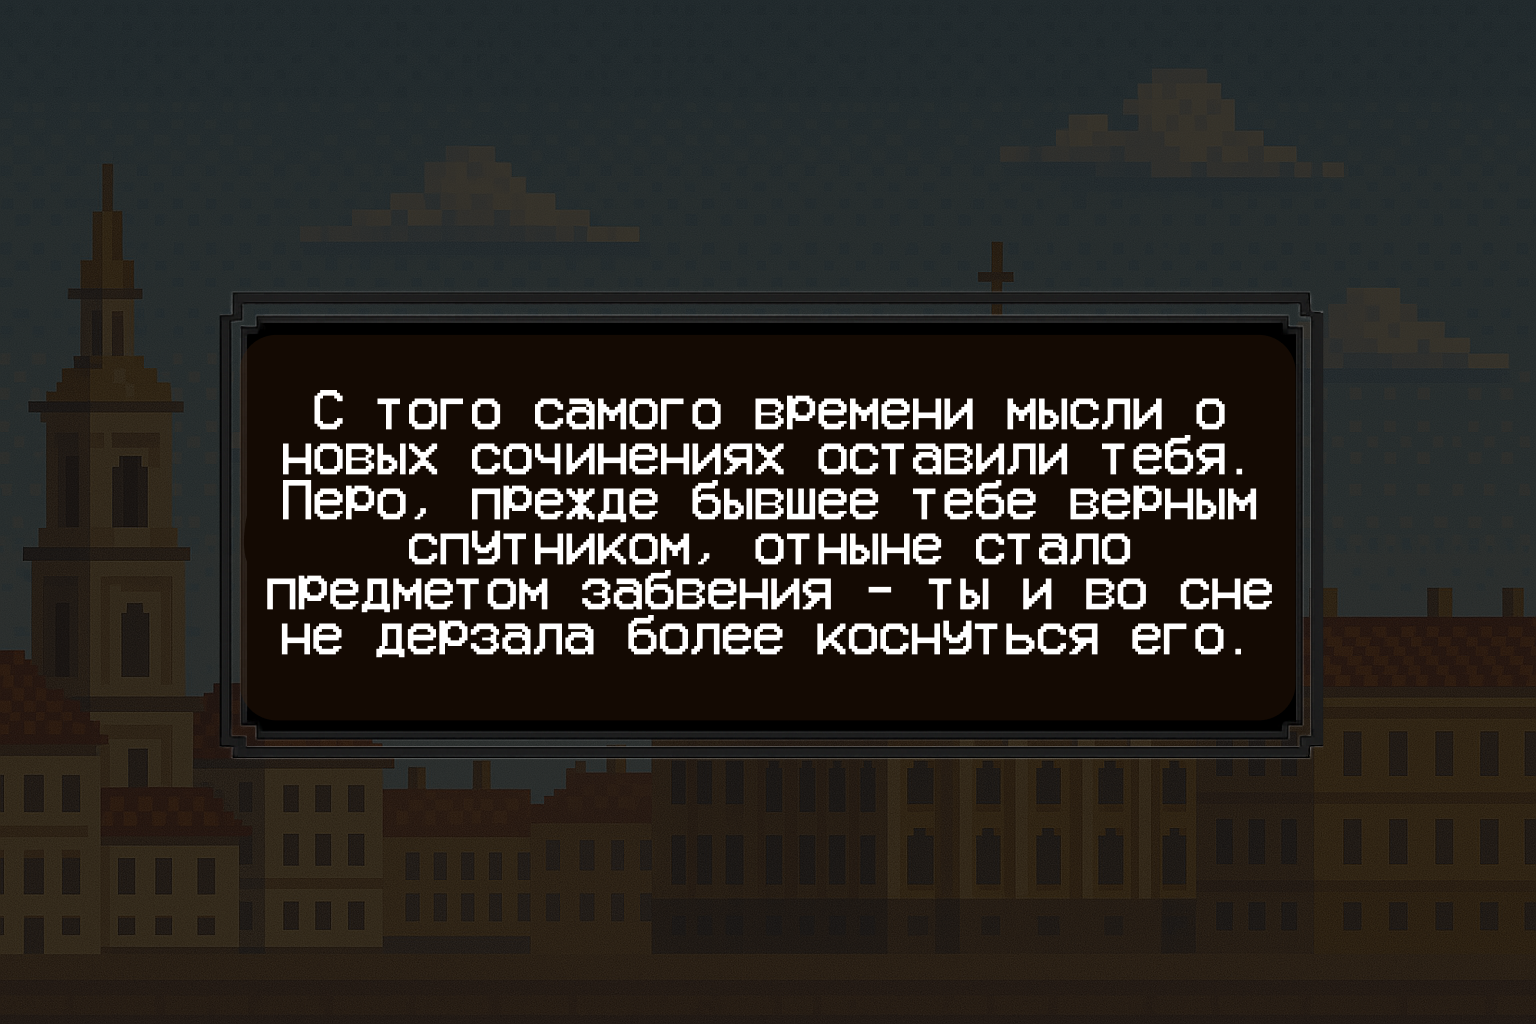 С того самого времени мысли о
новых сочинениях оставили тебя.
Перо, прежде бывшее тебе верным
спутником, отныне стало
предметом забвения - ты и во сне
не дерзала более коснуться его.